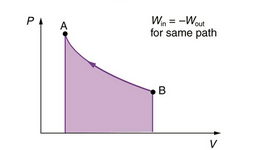 P
A
W_in = –W_out
for same path
B
V